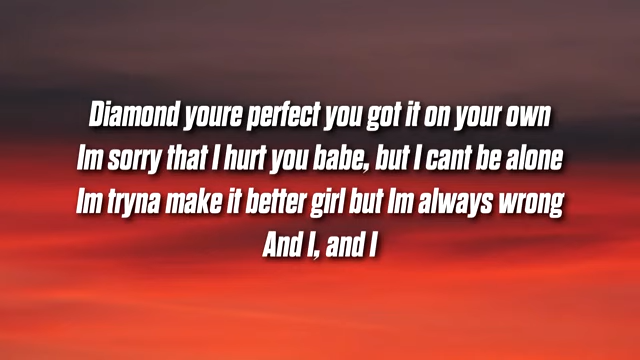 Diamond youre perfect you got it on your own
Im sorry that I hurt you babe, but I cant be alone
Im tryna make it better girl but Im always wrong
And I, and I